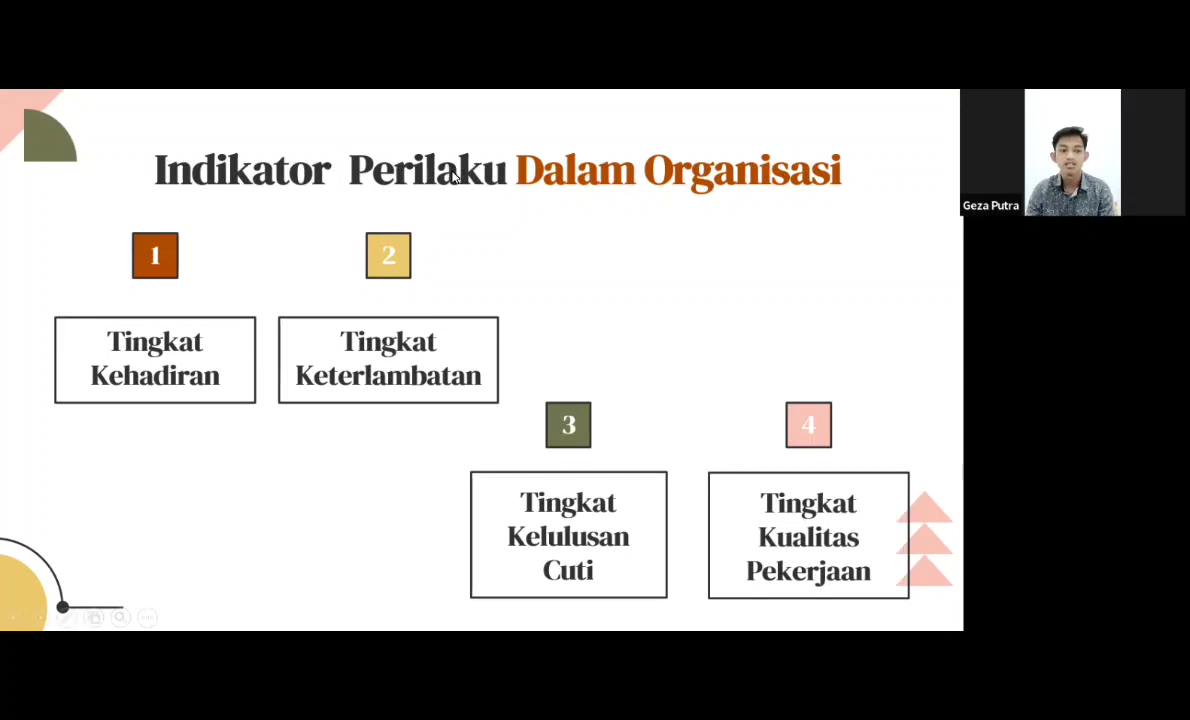 Indikator Perilaku Dalam Organisasi
1
Tingkat
Kehadiran
2
Tingkat
Keterlambatan
3
Tingkat
Kelulusan
Cuti
4
Tingkat
Kualitas
Pekerjaan
Geza Putra